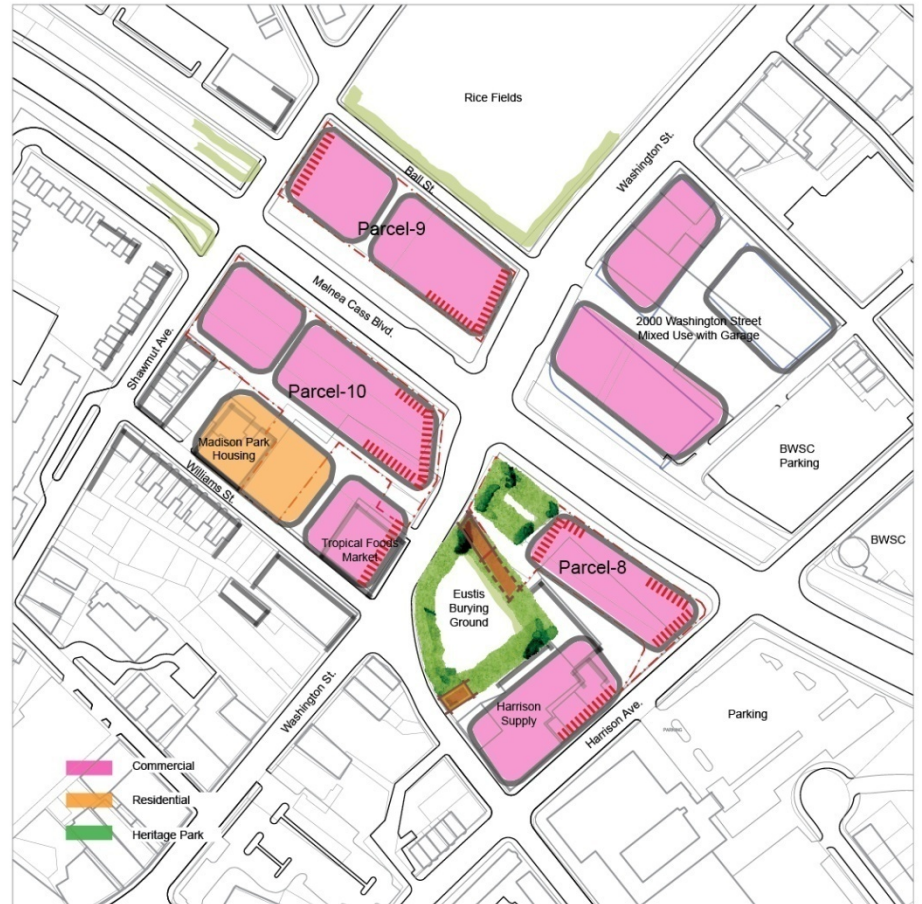 Rice Fields
Washington St.
Ball St.
Parcel-9
Melnea Cass Blvd.
2000 Washington Street
Mixed Use with Garage
Shawmut Ave.
Parcel-10
Madison Park
Housing
BWSC
Parking
Williams St.
Tropical Foods
Market
BWSC
Parcel-8
Eustis
Burying
Ground
Washington St.
Harrison
Supply
Harrison Ave.
Parking
PARKING
Commercial
Residential
Heritage Park